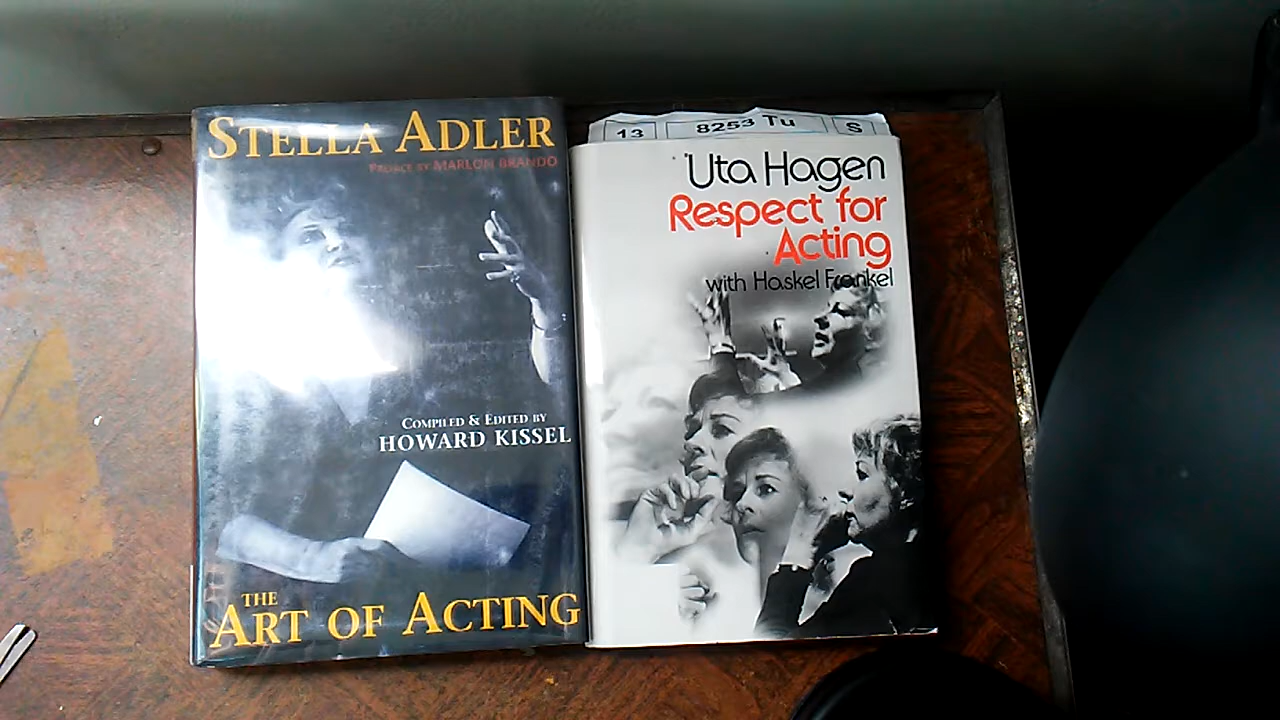 STELLA ADLER
PREFACE BY MARLON BRANDO
COMPILED & EDITED BY
HOWARD KISSEL
THE
ART OF ACTING
13 8253 Tu S
Uta Hagen
Respect for
Acting
with Haskel Frankel